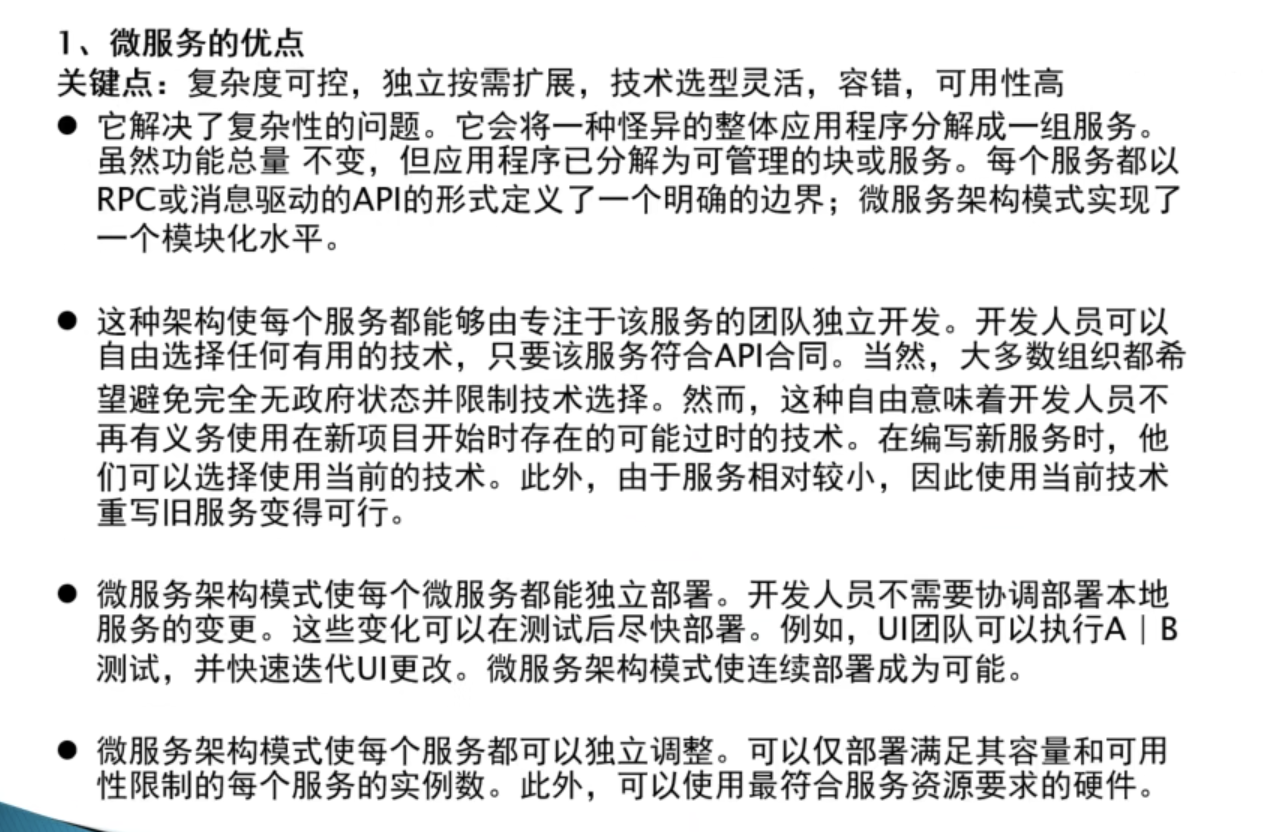 1、微服务的优点
关键点：复杂度可控，独立按需扩展，技术选型灵活，容错，可用性高
● 它解决了复杂性的问题。它会将一种怪异的整体应用程序分解成一组服务。
虽然功能总量 不变，但应用程序已分解为可管理的块或服务。每个服务都以
RPC或消息驱动的API的形式定义了一个明确的边界；微服务架构模式实现了
一个模块化水平。
● 这种架构使每个服务都能够由专注于该服务的团队独立开发。开发人员可以
自由选择任何有用的技术，只要该服务符合API合同。当然，大多数组织都希
望避免完全无政府状态并限制技术选择。然而，这种自由意味着开发人员不
再有义务使用在新项目开始时存在的可能过时的技术。在编写新服务时，他
们可以选择使用当前的技术。此外，由于服务相对较小，因此使用当前技术
重写旧服务变得可行。
● 微服务架构模式使每个微服务都能独立部署。开发人员不需要协调部署本地
服务的变更。这些变化可以在测试后尽快部署。例如，UI团队可以执行A｜B
测试，并快速迭代UI更改。微服务架构模式使连续部署成为可能。
● 微服务架构模式使每个服务都可以独立调整。可以仅部署满足其容量和可用
性限制的每个服务的实例数。此外，可以使用最符合服务资源要求的硬件。